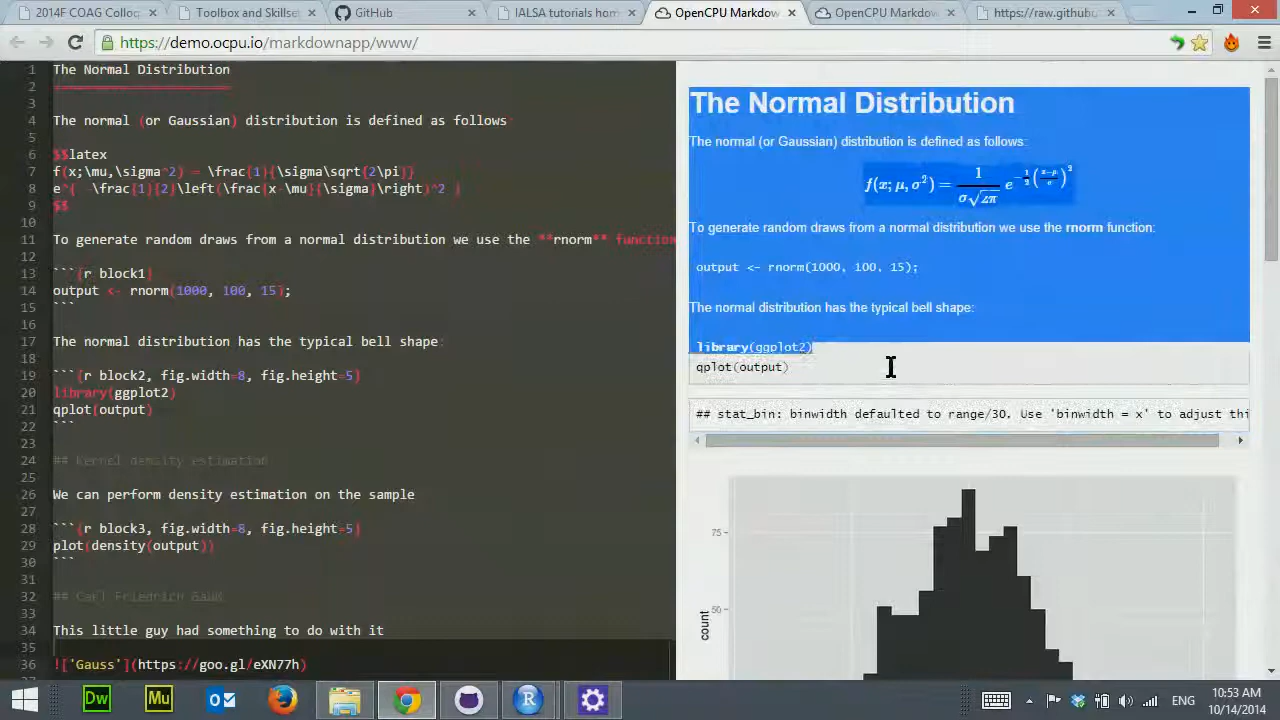 2014F COAG Colloq
Toolbox and Skillset
GitHub
IALSA tutorials hom
OpenCPU Markdow
OpenCPU Markdov
https://raw.githubu
https://demo.ocpu.io/markdownapp/www/
1 The Normal Distribution
2 =======================
3
4 The normal (or Gaussian) distribution is defined as follows:
5
6 $$latex
7 f(x;\mu,\sigma^2) = \frac{1}{\sigma\sqrt{2\pi}}
8 e^{ -\frac{1}{2}\left(\frac{x-\mu}{\sigma}\right)^2 }
9 $$
10
11 To generate random draws from a normal distribution we use the **rnorm** function
12
13 ```{r block1}
14 output <- rnorm(1000, 100, 15);
15 ```
16
17 The normal distribution has the typical bell shape:
18
19 ```{r block2, fig.width=8, fig.height=5}
20 library(ggplot2)
21 qplot(output)
22 ```
23
24 ## Kernel density estimation
25
26 We can perform density estimation on the sample
27
28 ```{r block3, fig.width=8, fig.height=5}
29 plot(density(output))
30 ```
31
32 ## Carl Friedrich Gauss
33
34 This little guy had something to do with it
35
36 !['Gauss'](https://goo.gl/eXN77h)
The Normal Distribution
The normal (or Gaussian) distribution is defined as follows:
f(x; μ, σ²) = 1/(σ√2π) e^(−1/2((x−μ)/σ)²)
To generate random draws from a normal distribution we use the rnorm function:
output <- rnorm(1000, 100, 15);
The normal distribution has the typical bell shape:
library(ggplot2)
qplot(output)
## stat_bin: binwidth defaulted to range/30. Use 'binwidth = x' to adjust thi
75
50
count
Dw
Mu
R
ENG
10:53 AM
10/14/2014